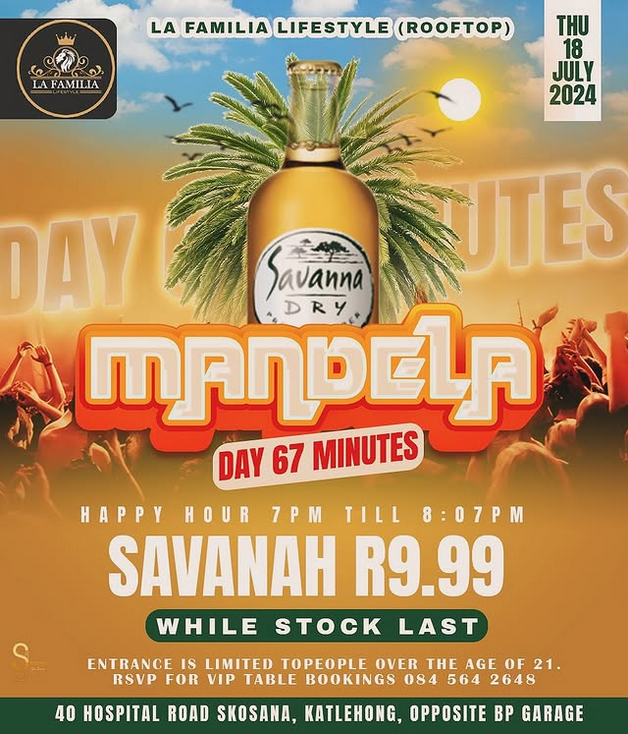 LA FAMILIA LIFESTYLE (ROOFTOP)
THU
18
JULY
2024
LA FAMILIA
LIFESTYLE
DAY
UTES
Savanna
DRY
MANDELA
DAY 67 MINUTES
HAPPY HOUR 7PM TILL 8:07PM
SAVANAH R9.99
WHILE STOCK LAST
ENTRANCE IS LIMITED TOPEOPLE OVER THE AGE OF 21.
RSVP FOR VIP TABLE BOOKINGS 084 564 2648
40 HOSPITAL ROAD SKOSANA, KATLEHONG, OPPOSITE BP GARAGE